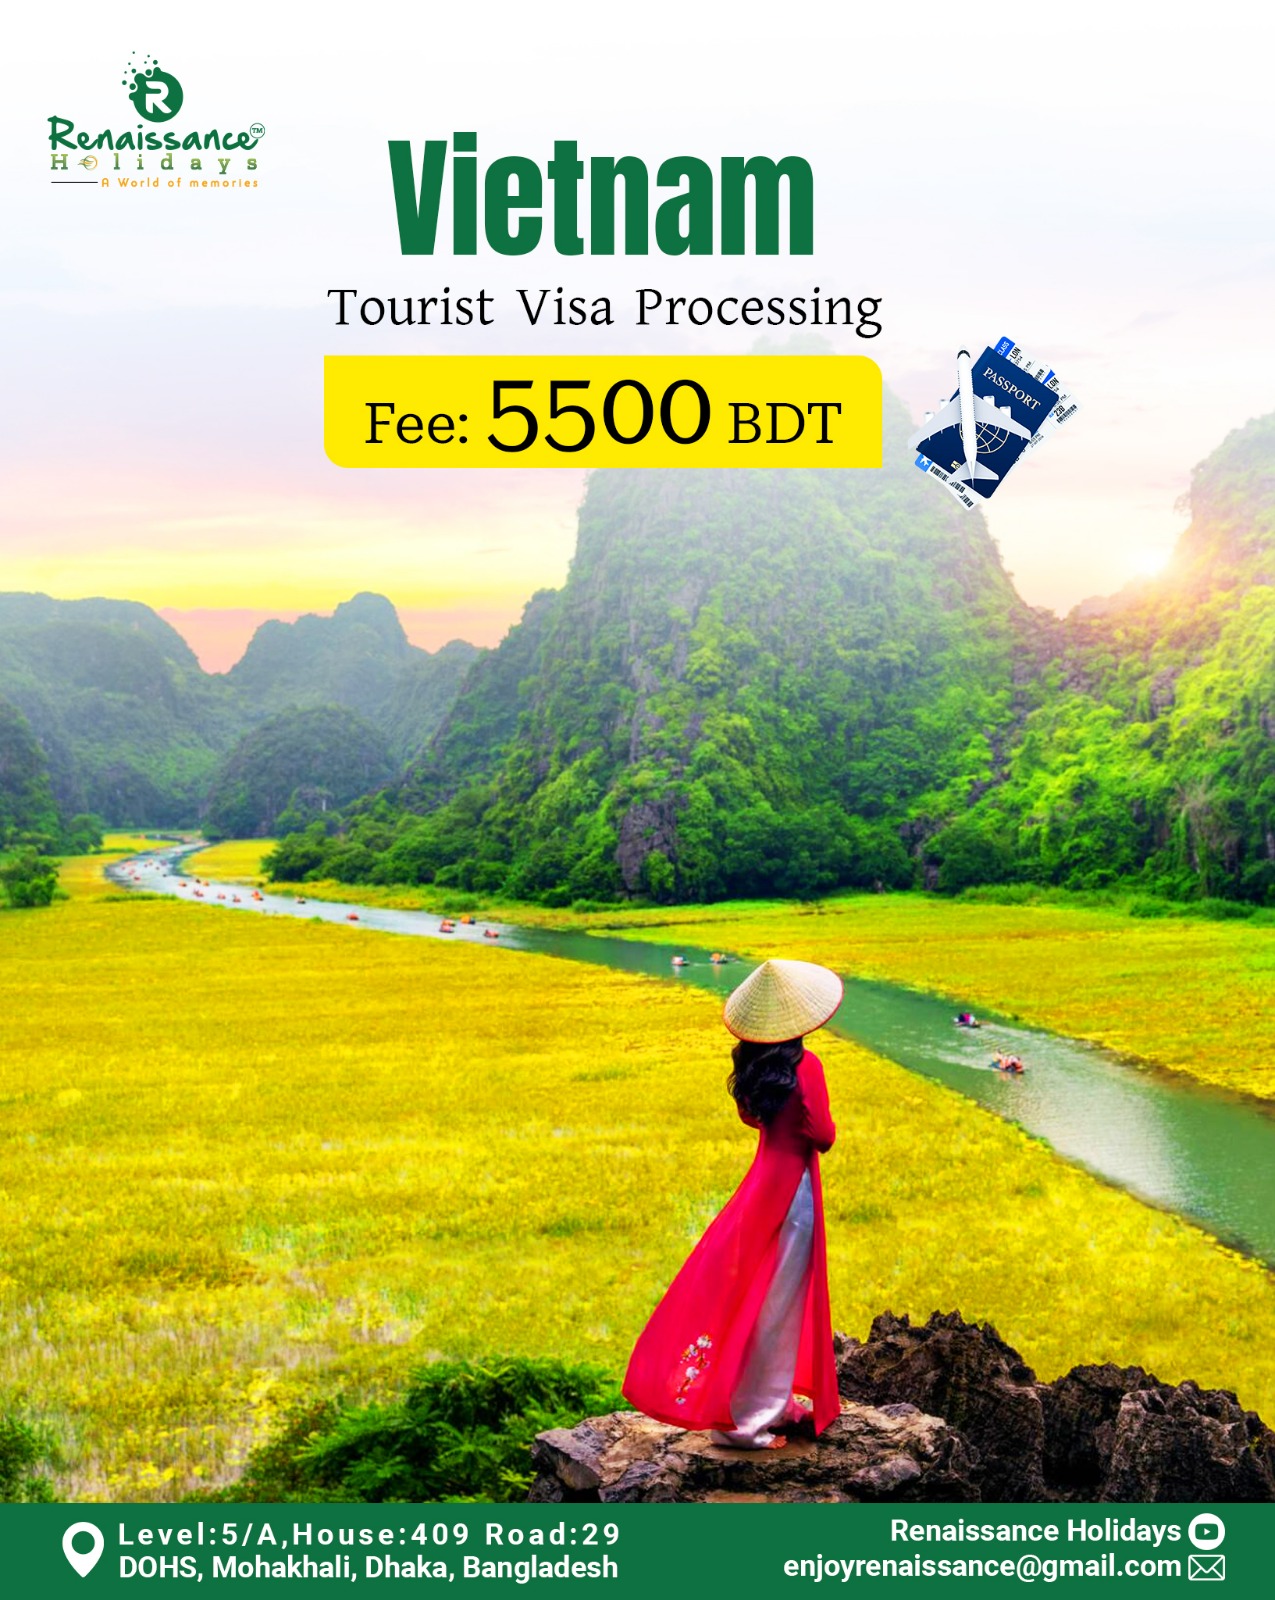 Renaissance™
Holidays
A World of memories
Vietnam
Tourist Visa Processing
Fee: 5500 BDT
PASSPORT
Level:5/A,House:409 Road:29
DOHS, Mohakhali, Dhaka, Bangladesh
Renaissance Holidays
enjoyrenaissance@gmail.com